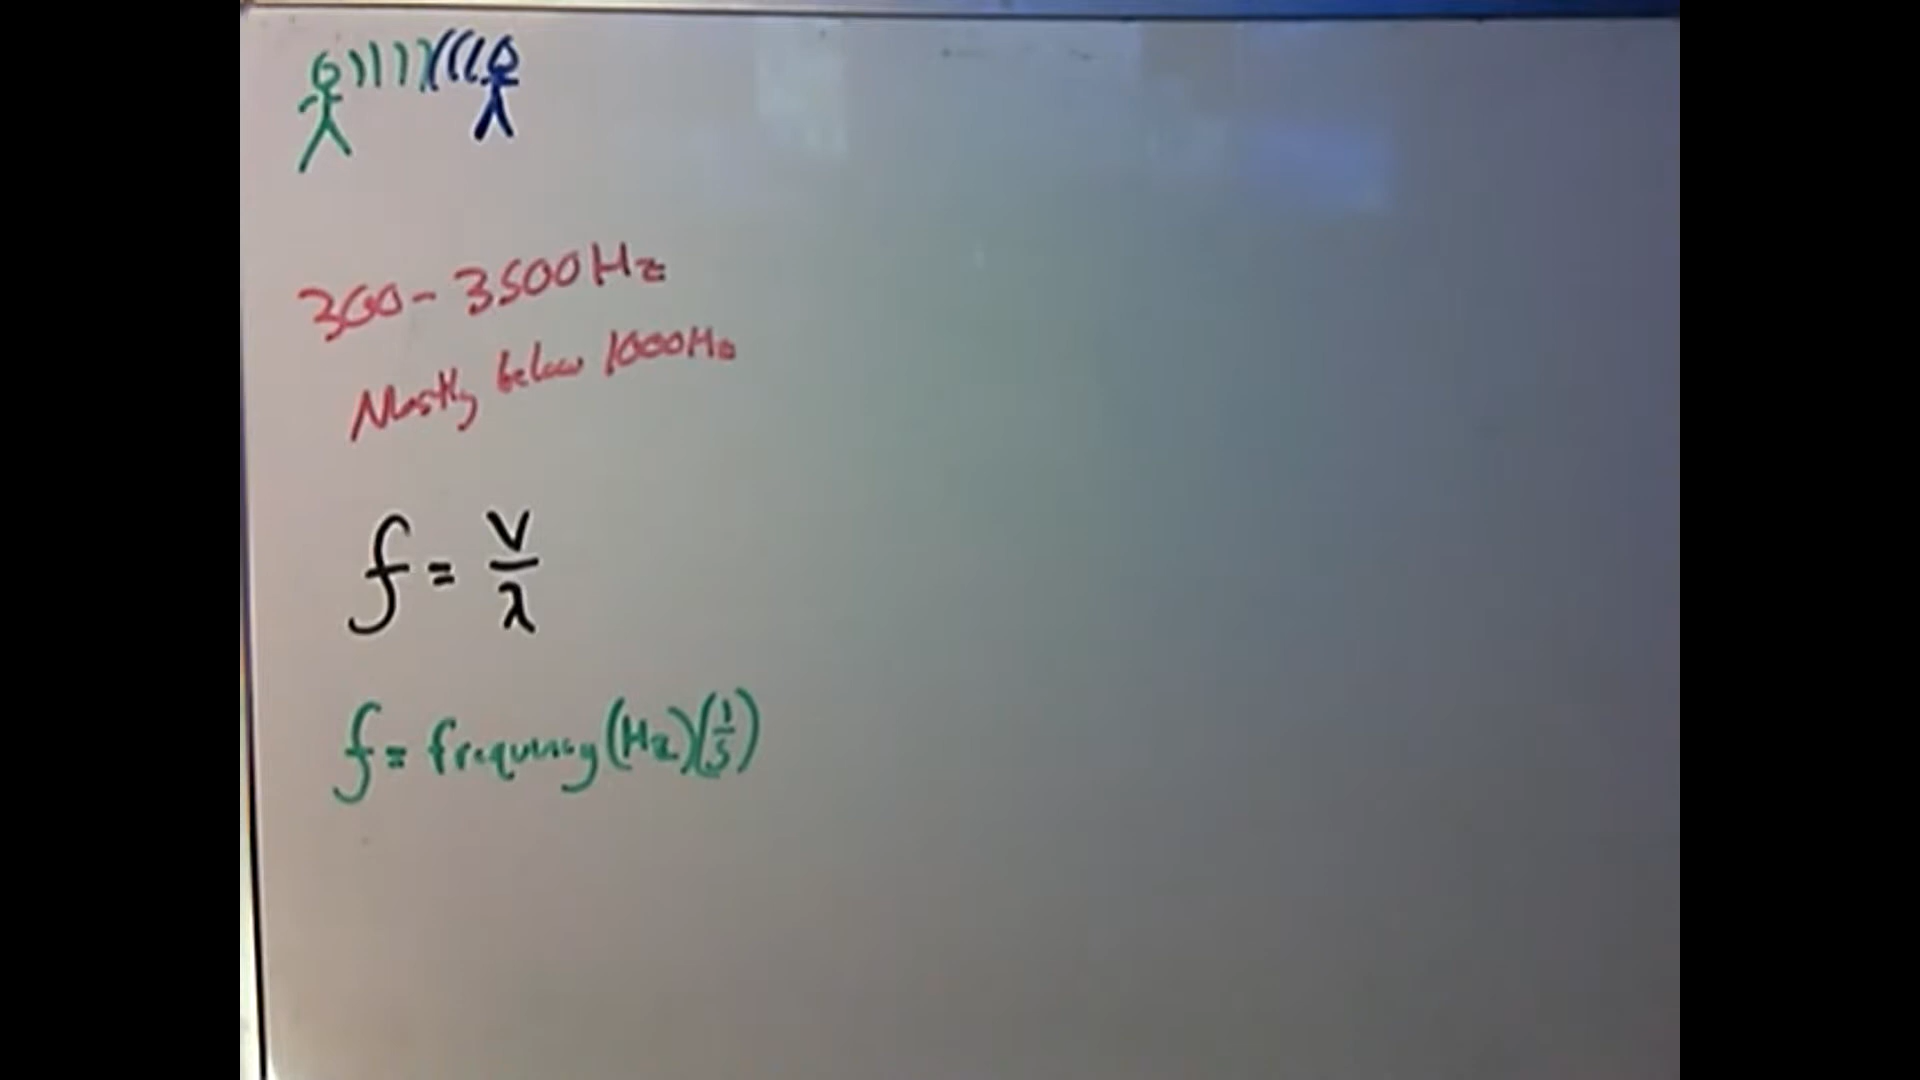 300 - 3500 Hz
Mostly below 1000 Hz
f = v/λ
f = frequency (Hz) (1/s)